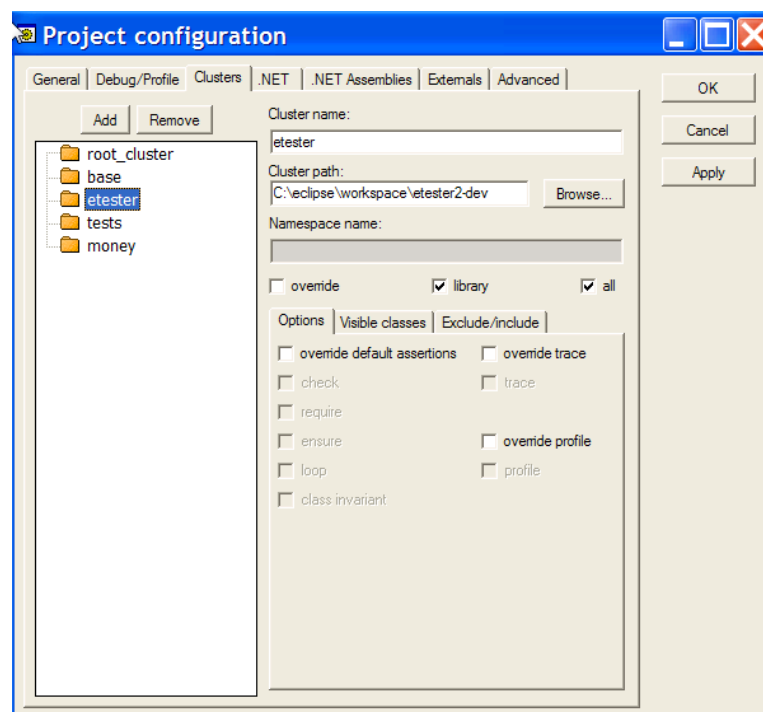 Project configuration
General Debug/Profile Clusters .NET .NET Assemblies Externals Advanced
OK
Cancel
Apply
Add Remove
root_cluster
base
etester
tests
money
Cluster name:
etester
Cluster path:
C:\eclipse\workspace\etester2-dev Browse...
Namespace name:
override library all
Options Visible classes Exclude/include
override default assertions override trace
check trace
require
ensure override profile
loop profile
class invariant